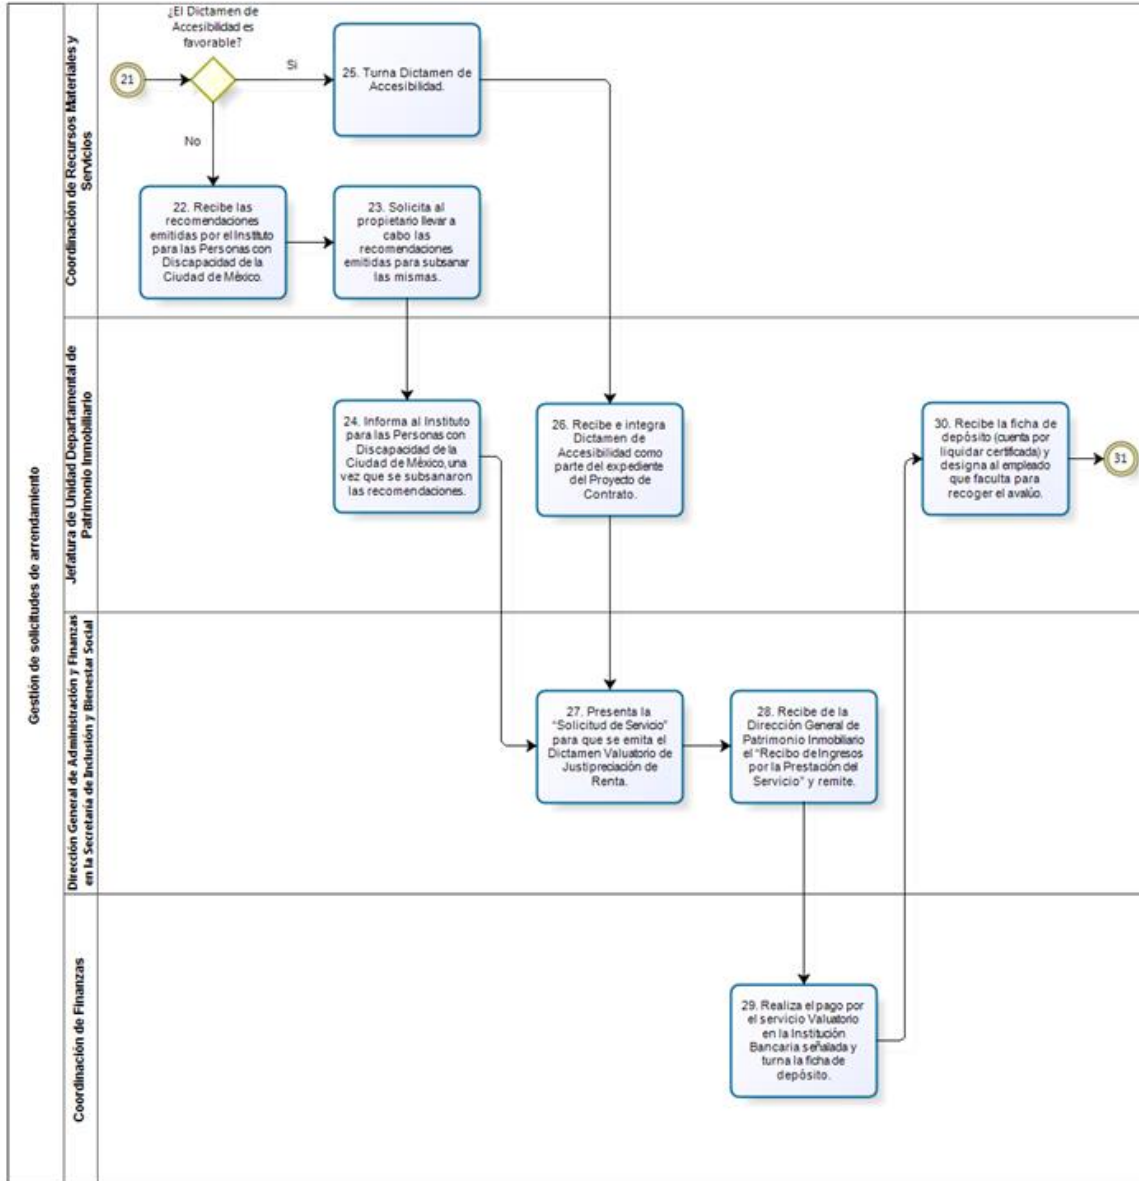 Gestión de solicitudes de arrendamiento
Coordinación de Recursos Materiales y
Servicios
¿El Dictamen de
Accesibilidad es
favorable?
21
Si
No
25. Turna Dictamen de
Accesibilidad.
22. Recibe las
recomendaciones
emitidas por el Instituto
para las Personas con
Discapacidad de la
Ciudad de México.
23. Solicita al
propietario llevar a
cabo las
recomendaciones
emitidas para subsanar
las mismas.
Jefatura de Unidad Departamental de
Patrimonio Inmobiliario
24. Informa al Instituto
para las Personas con
Discapacidad de la
Ciudad de México, una
vez que se subsanaron
las recomendaciones.
26. Recibe e integra
Dictamen de
Accesibilidad como
parte del expediente
del Proyecto de
Contrato.
30. Recibe la ficha de
depósito (cuenta por
liquidar certificada) y
designa al empleado
que faculta para
recoger el avalúo.
31
Dirección General de Administración y Finanzas
en la Secretaría de Inclusión y Bienestar Social
27. Presenta la
"Solicitud de Servicio"
para que se emita el
Dictamen Valuatorio de
Justipreciación de
Renta.
28. Recibe de la
Dirección General de
Patrimonio Inmobiliario
el "Recibo de Ingresos
por la Prestación del
Servicio" y remite.
Coordinación de Finanzas
29. Realiza el pago por
el servicio Valuatorio
en la Institución
Bancaria señalada y
turna la ficha de
depósito.